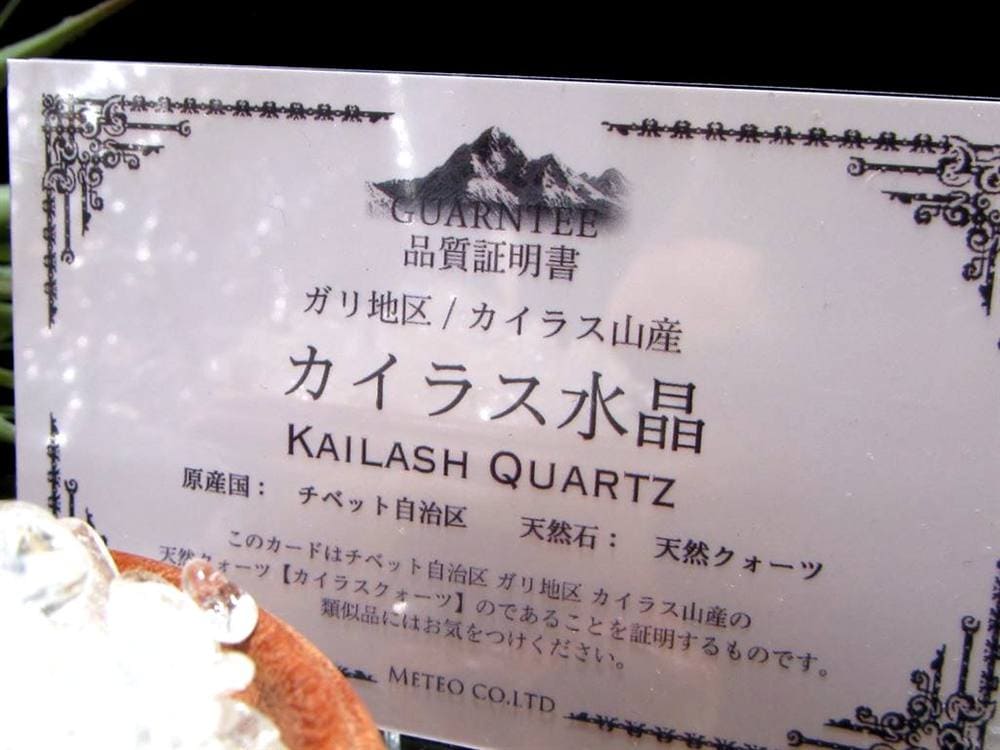 GUARNTEE
品質証明書
ガリ地区 / カイラス山産
カイラス水晶
KAILASH QUARTZ
原産国： チベット自治区 天然石： 天然クォーツ
このカードはチベット自治区 ガリ地区 カイラス山産の
天然クォーツ【カイラスクォーツ】のであることを証明するものです。
類似品にはお気をつけください。
METEO CO.LTD